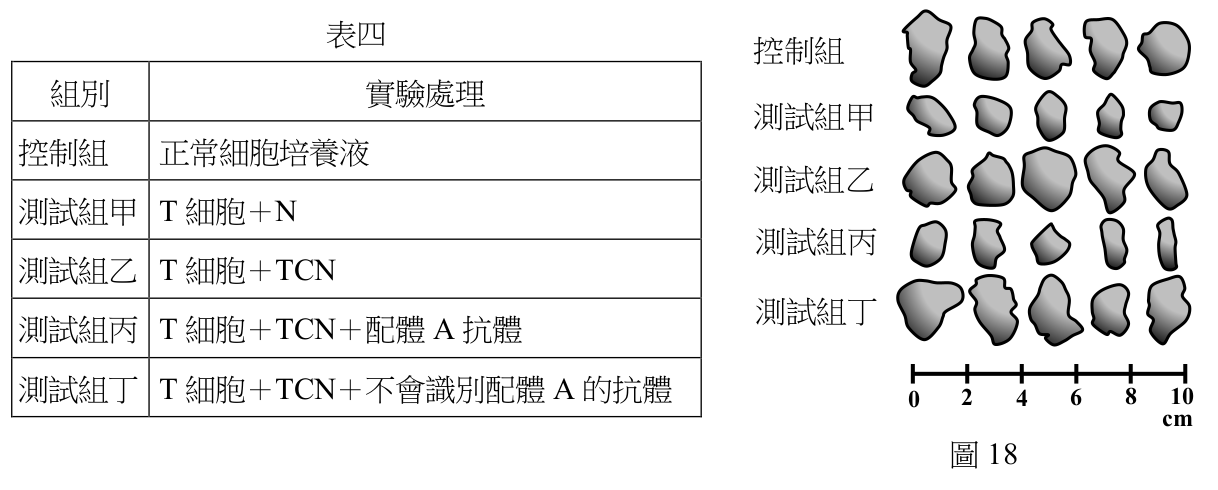 表四
組別 實驗處理
控制組 正常細胞培養液
測試組甲 T 細胞＋N
測試組乙 T 細胞＋TCN
測試組丙 T 細胞＋TCN＋配體 A 抗體
測試組丁 T 細胞＋TCN＋不會識別配體 A 的抗體
控制組
測試組甲
測試組乙
測試組丙
測試組丁
0 2 4 6 8 10
cm
圖 18